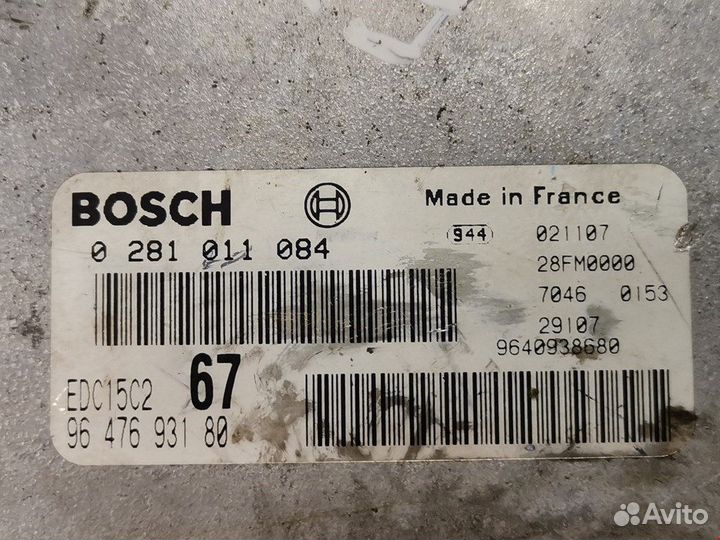 BOSCH
Made in France
0 281 011 084
944 021107
28FM0000
7046 0153
29107
9640938680
67
EDC15C2
96 476 931 80
Avito